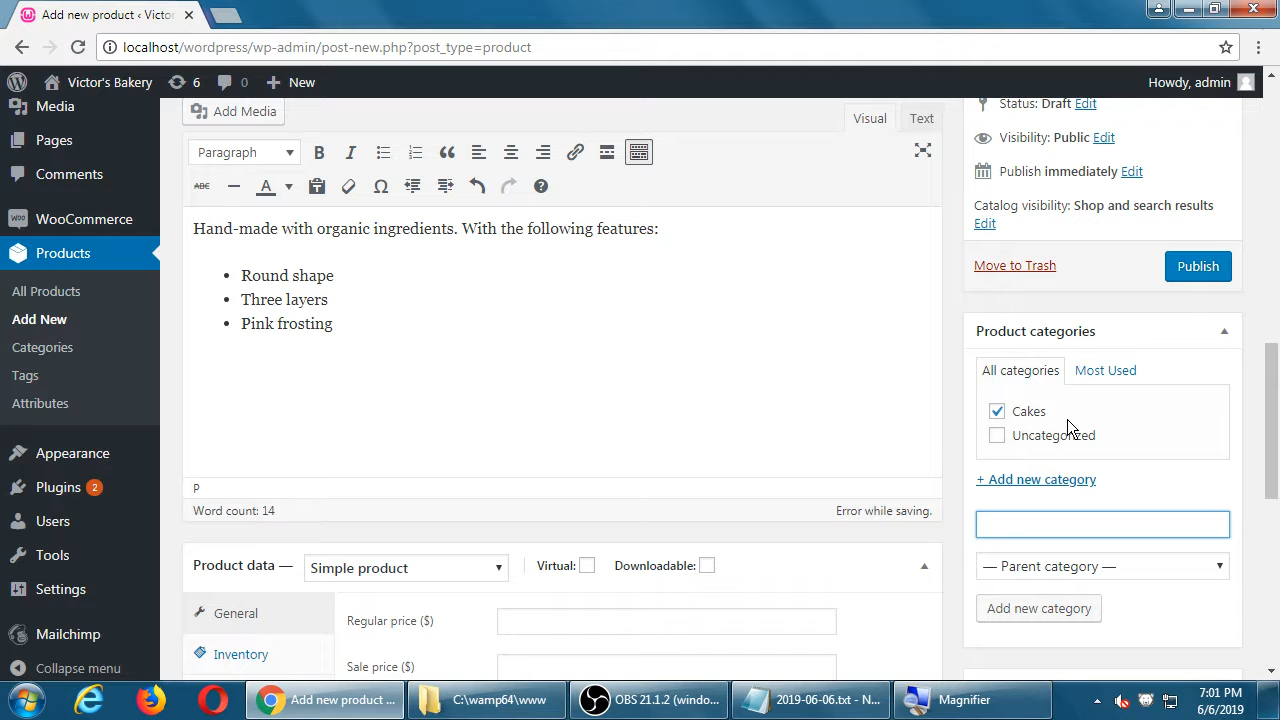 Add new product ‹ Victo
localhost/wordpress/wp-admin/post-new.php?post_type=product
Victor's Bakery
6
0
New
Howdy, admin
Media
Pages
Comments
WooCommerce
Products
All Products
Add New
Categories
Tags
Attributes
Appearance
Plugins 2
Users
Tools
Settings
Mailchimp
Collapse menu
Add Media
Visual
Text
Paragraph
B I
ABC A
Hand-made with organic ingredients. With the following features:
• Round shape
• Three layers
• Pink frosting
P
Word count: 14
Error while saving.
Product data —
Simple product
Virtual:
Downloadable:
General
Inventory
Regular price ($)
Sale price ($)
Status: Draft Edit
Visibility: Public Edit
Publish immediately Edit
Catalog visibility: Shop and search results
Edit
Move to Trash
Publish
Product categories
All categories
Most Used
Cakes
Uncategorized
+ Add new category
— Parent category —
Add new category
Add new product ...
C:\wamp64\www
OBS 21.1.2 (windo...
2019-06-06.txt - N...
Magnifier
7:01 PM
6/6/2019